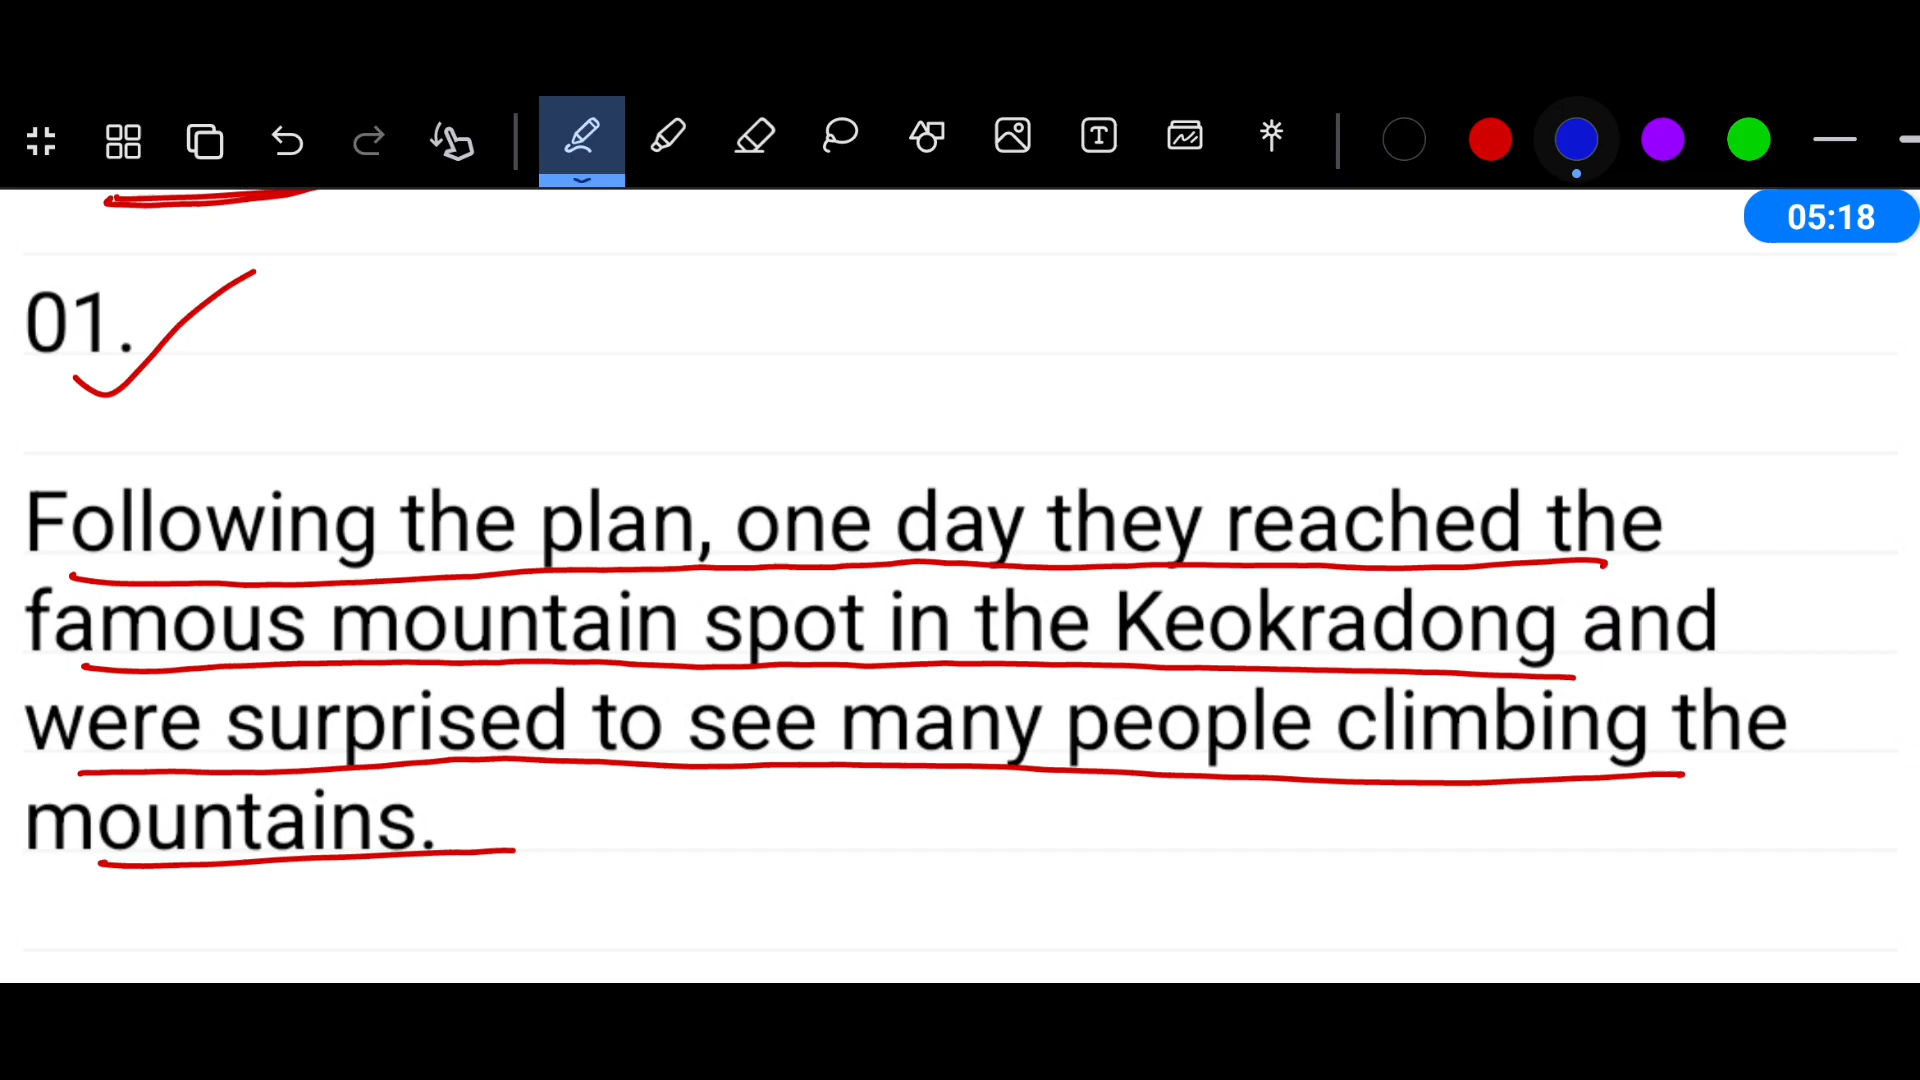 05:18
01.
Following the plan, one day they reached the
famous mountain spot in the Keokradong and
were surprised to see many people climbing the
mountains.